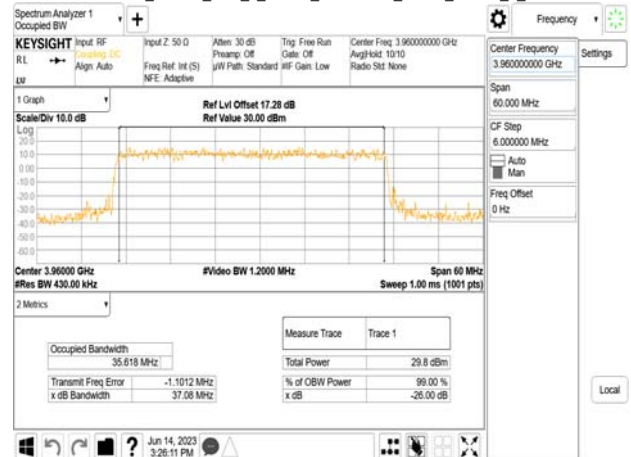 Spectrum Analyzer 1
Occupied BW
+
Frequency
KEYSIGHT
Input: RF
Coupling: DC
Align: Auto
Input Z: 50 Ω
Freq Ref: Int (S)
NFE: Adaptive
Atten: 30 dB
Preamp: Off
µW Path: Standard
Trig: Free Run
Gate: Off
#IF Gain: Low
Center Freq: 3.960000000 GHz
Avg|Hold: 10/10
Radio Std: None
RL
LU
Center Frequency
3.960000000 GHz
Settings
Span
60.000 MHz
CF Step
6.000000 MHz
Auto
Man
Freq Offset
0 Hz
Local
1 Graph
Scale/Div 10.0 dB
Ref Lvl Offset 17.28 dB
Ref Value 30.00 dBm
Log
20.0
10.0
0.00
-10.0
-20.0
-30.0
-40.0
-50.0
-60.0
Center 3.96000 GHz
#Video BW 1.2000 MHz
Span 60 MHz
#Res BW 430.00 kHz
Sweep 1.00 ms (1001 pts)
2 Metrics
Measure Trace
Trace 1
Occupied Bandwidth
35.618 MHz
Total Power
29.8 dBm
Transmit Freq Error
-1.1012 MHz
% of OBW Power
99.00 %
x dB Bandwidth
37.08 MHz
x dB
-26.00 dB
?
Jun 14, 2023
3:26:11 PM